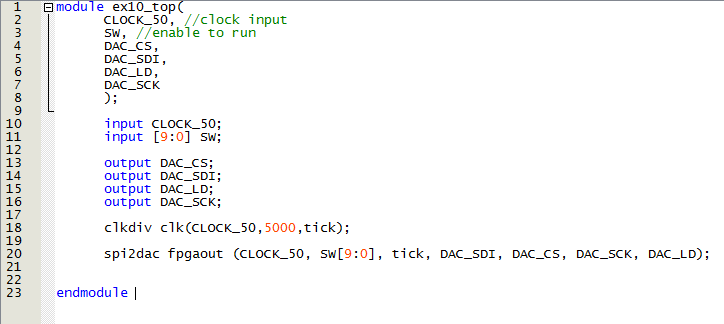 1 module ex10_top(
2 CLOCK_50, //clock input
3 SW, //enable to run
4 DAC_CS,
5 DAC_SDI,
6 DAC_LD,
7 DAC_SCK
8 );
9
10 input CLOCK_50;
11 input [9:0] SW;
12
13 output DAC_CS;
14 output DAC_SDI;
15 output DAC_LD;
16 output DAC_SCK;
17
18 clkdiv clk(CLOCK_50,5000,tick);
19
20 spi2dac fpgaout (CLOCK_50, SW[9:0], tick, DAC_SDI, DAC_CS, DAC_SCK, DAC_LD);
21
22
23 endmodule